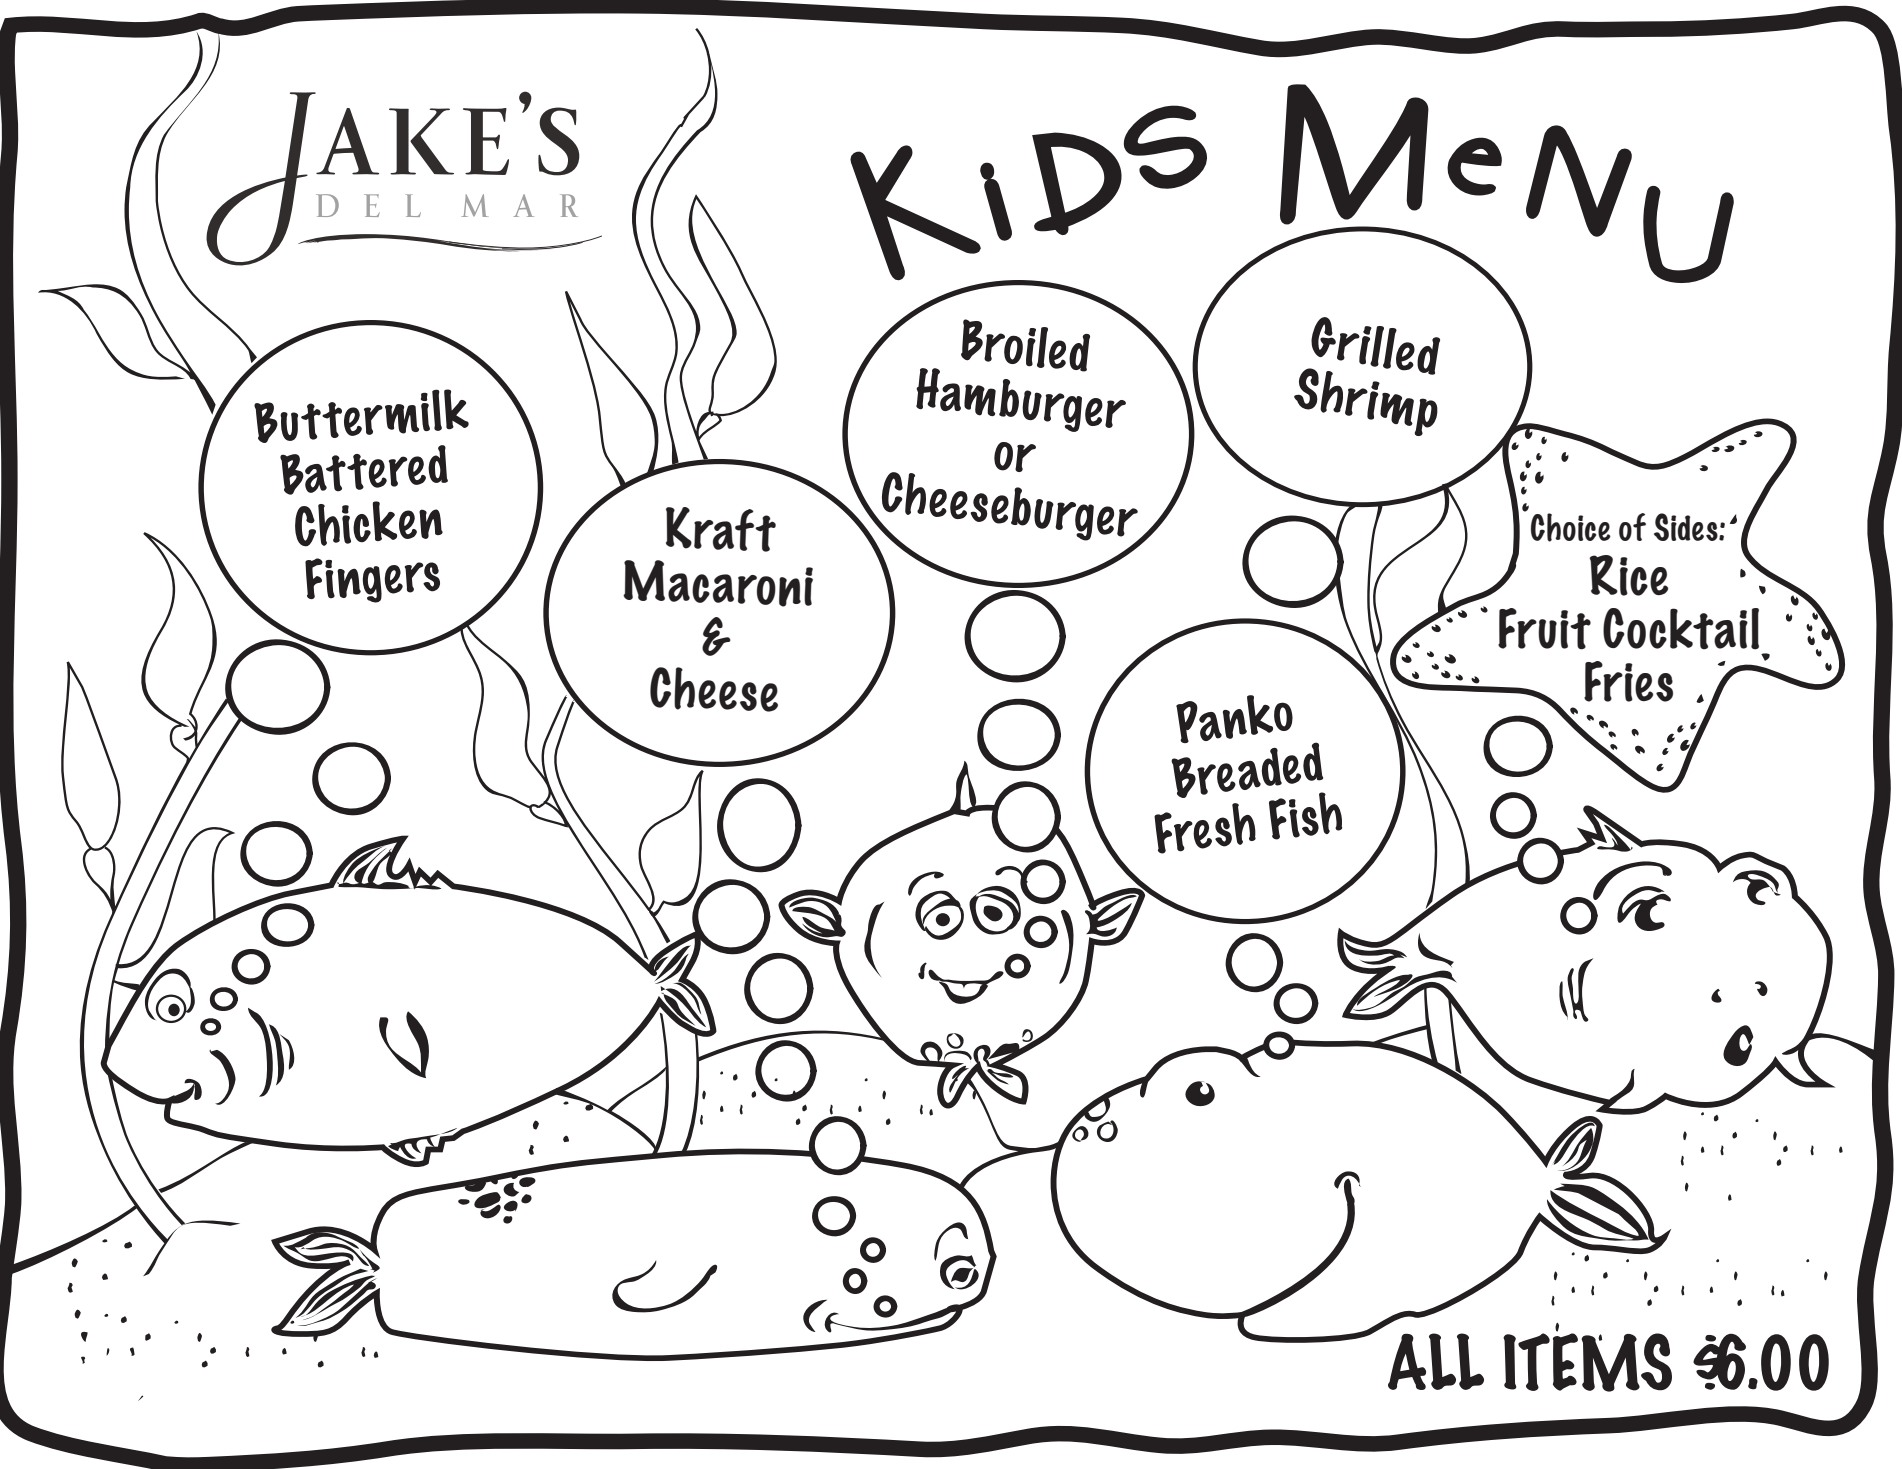 JAKE'S
DEL MAR
KiDS MeNU
Buttermilk
Battered
Chicken
Fingers
Kraft
Macaroni
&
Cheese
Broiled
Hamburger
or
Cheeseburger
Grilled
Shrimp
Panko
Breaded
Fresh Fish
Choice of Sides:
Rice
Fruit Cocktail
Fries
ALL ITEMS $6.00